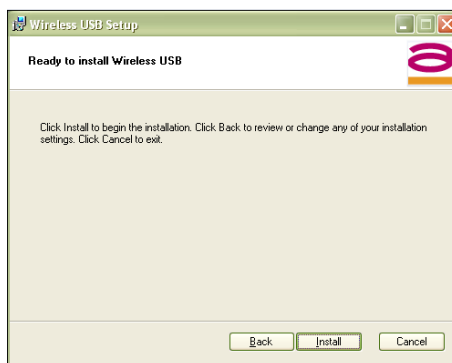 Wireless USB Setup
Ready to install Wireless USB
Click Install to begin the installation. Click Back to review or change any of your installation
settings. Click Cancel to exit.
Back Install Cancel